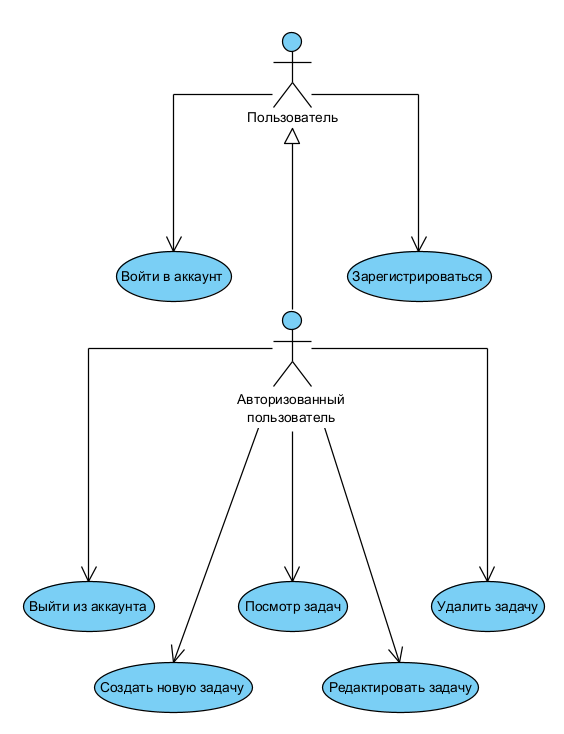 Пользователь
Войти в аккаунт
Зарегистрироваться
Авторизованный
пользователь
Выйти из аккаунта
Посмотр задач
Удалить задачу
Создать новую задачу
Редактировать задачу